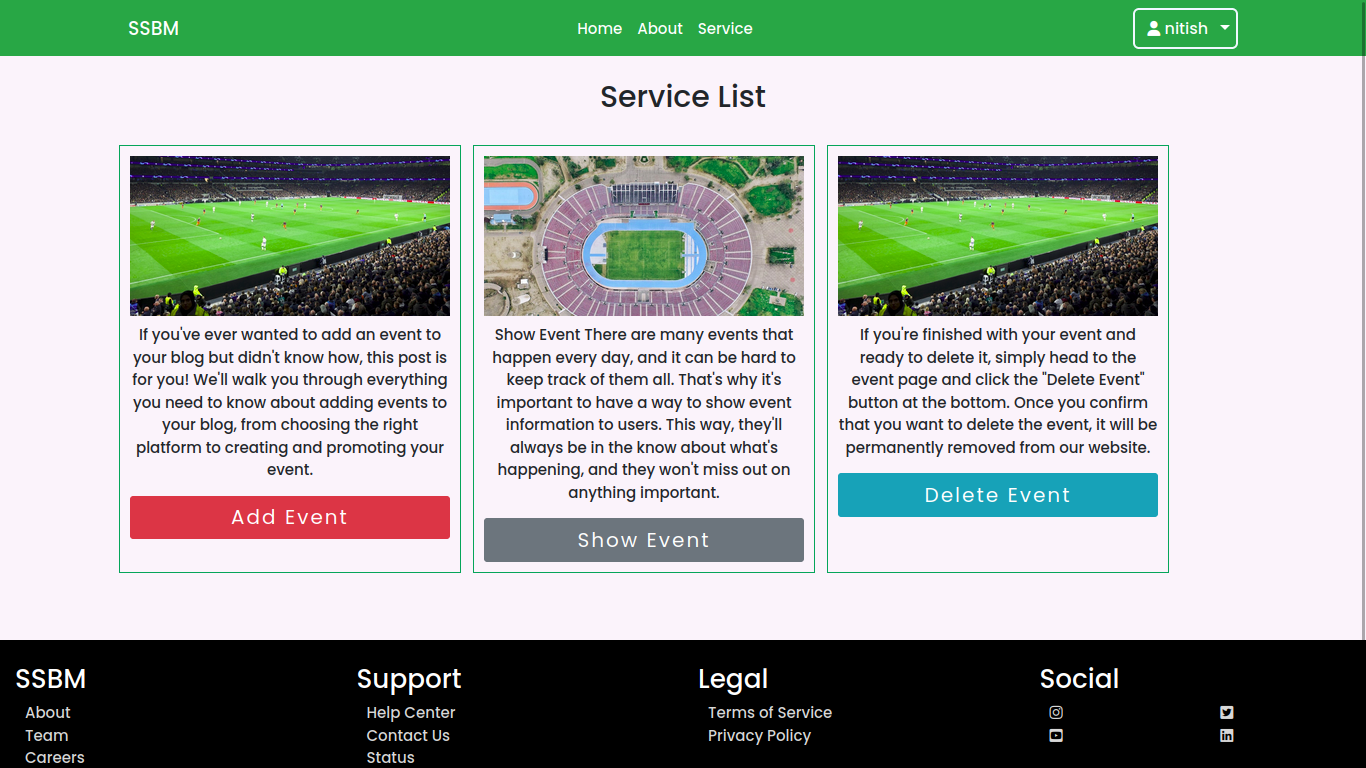 SSBM
Home About Service
nitish
Service List
If you've ever wanted to add an event to
your blog but didn't know how, this post is
for you! We'll walk you through everything
you need to know about adding events to
your blog, from choosing the right
platform to creating and promoting your
event.
Add Event
Show Event There are many events that
happen every day, and it can be hard to
keep track of them all. That's why it's
important to have a way to show event
information to users. This way, they'll
always be in the know about what's
happening, and they won't miss out on
anything important.
Show Event
If you're finished with your event and
ready to delete it, simply head to the
event page and click the "Delete Event"
button at the bottom. Once you confirm
that you want to delete the event, it will be
permanently removed from our website.
Delete Event
SSBM
About
Team
Careers
Support
Help Center
Contact Us
Status
Legal
Terms of Service
Privacy Policy
Social